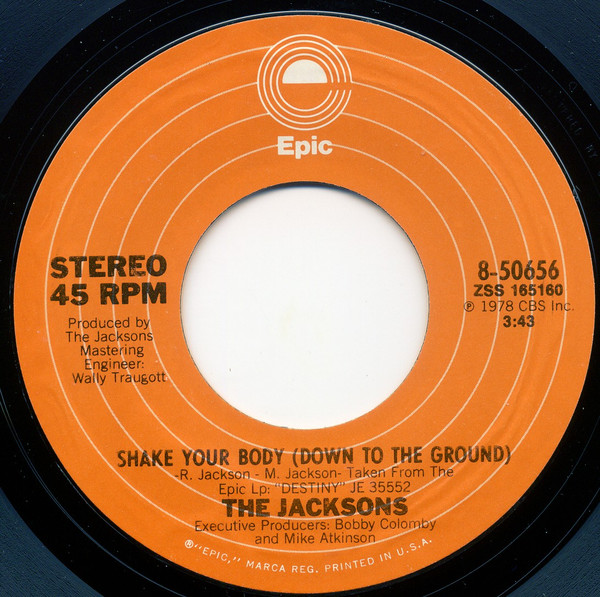 Epic
STEREO
45 RPM
Produced by
The Jacksons
Mastering
Engineer:
Wally Traugott
8-50656
ZSS 165160
℗ 1978 CBS Inc.
3:43
SHAKE YOUR BODY (DOWN TO THE GROUND)
-R. Jackson - M. Jackson- Taken From The
Epic Lp: "DESTINY" JE 35552
THE JACKSONS
Executive Producers: Bobby Colomby
and Mike Atkinson
®"EPIC," MARCA REG. PRINTED IN U.S.A.